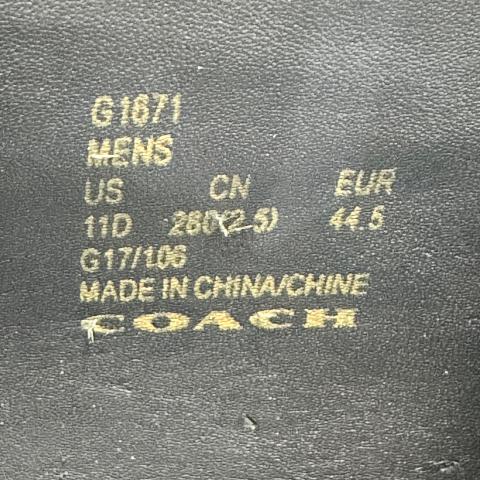 G1671
MENS
US CN EUR
11D 280(2.5) 44.5
G17/106
MADE IN CHINA/CHINE
COACH